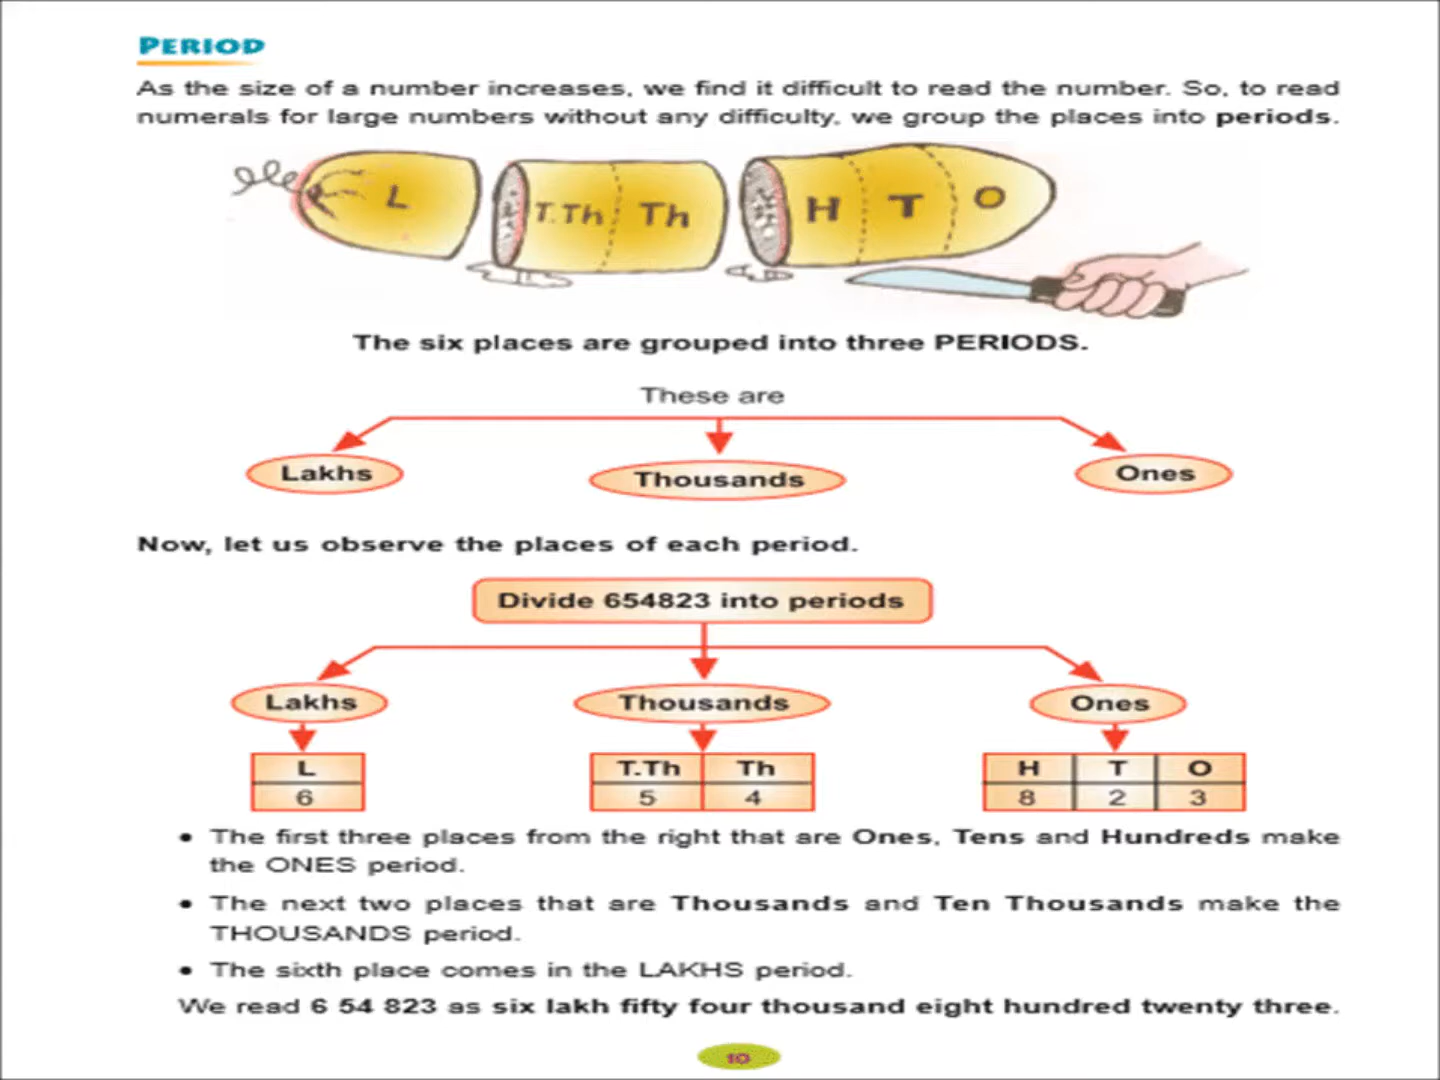 PERIOD
As the size of a number increases, we find it difficult to read the number. So, to read
numerals for large numbers without any difficulty, we group the places into periods.
L T.Th Th H T O
The six places are grouped into three PERIODS.
These are
Lakhs Thousands Ones
Now, let us observe the places of each period.
Divide 654823 into periods
Lakhs Thousands Ones
L T.Th Th H T O
6 5 4 8 2 3
• The first three places from the right that are Ones, Tens and Hundreds make
the ONES period.
• The next two places that are Thousands and Ten Thousands make the
THOUSANDS period.
• The sixth place comes in the LAKHS period.
We read 6 54 823 as six lakh fifty four thousand eight hundred twenty three.
10